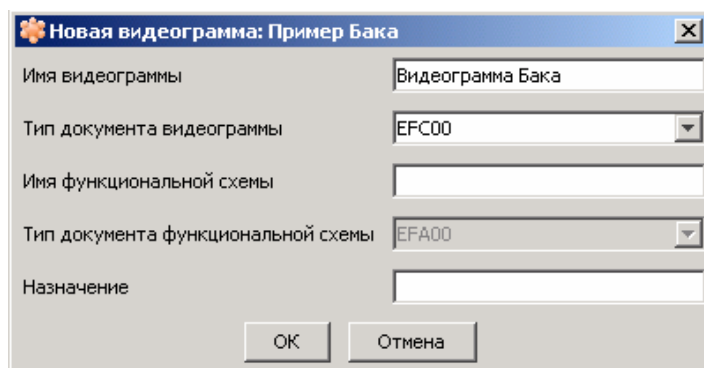 Новая видеограмма: Пример Бака
Имя видеограммы Видеограмма Бака
Тип документа видеограммы EFC00
Имя функциональной схемы
Тип документа функциональной схемы EFA00
Назначение
ОК Отмена